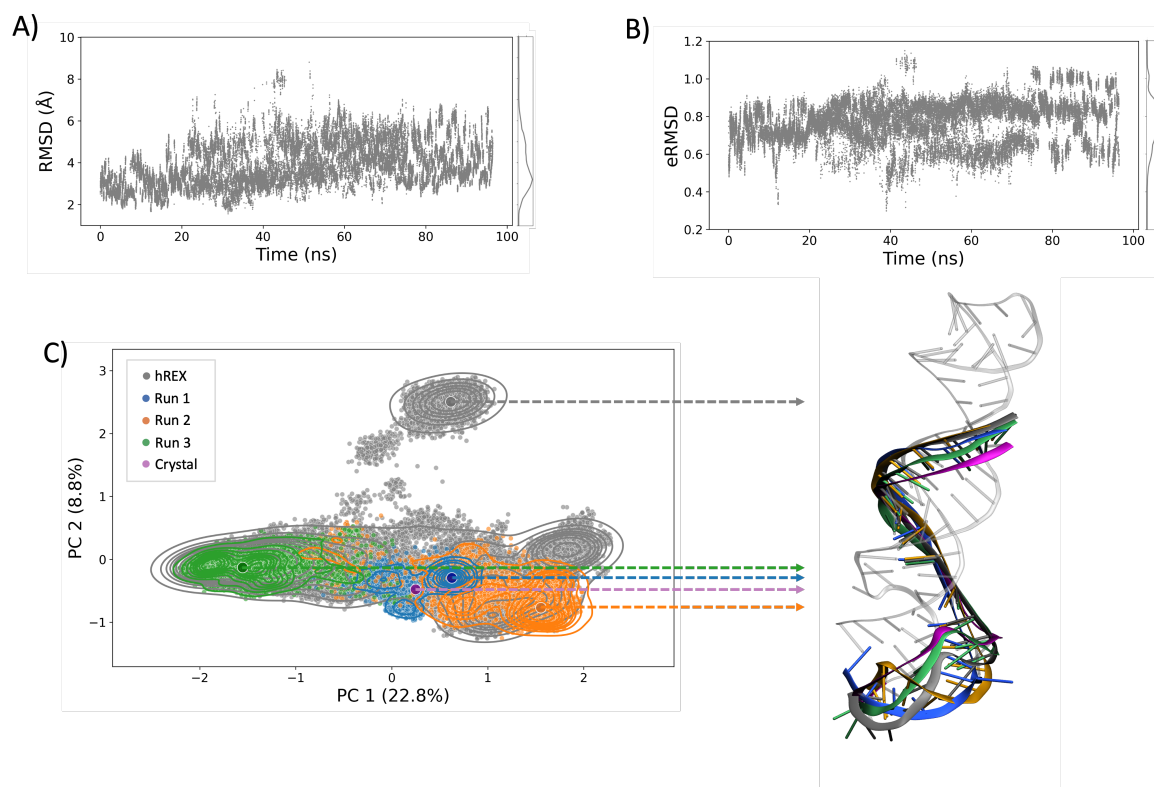 A)
10
8
6
4
2
RMSD (Å)
0
20
40
60
80
100
Time (ns)
B)
1.2
1.0
0.8
0.6
0.4
0.2
eRMSD
0
20
40
60
80
100
Time (ns)
C)
hREX
Run 1
Run 2
Run 3
Crystal
3
2
1
0
−1
PC 2 (8.8%)
−2
−1
0
1
2
PC 1 (22.8%)